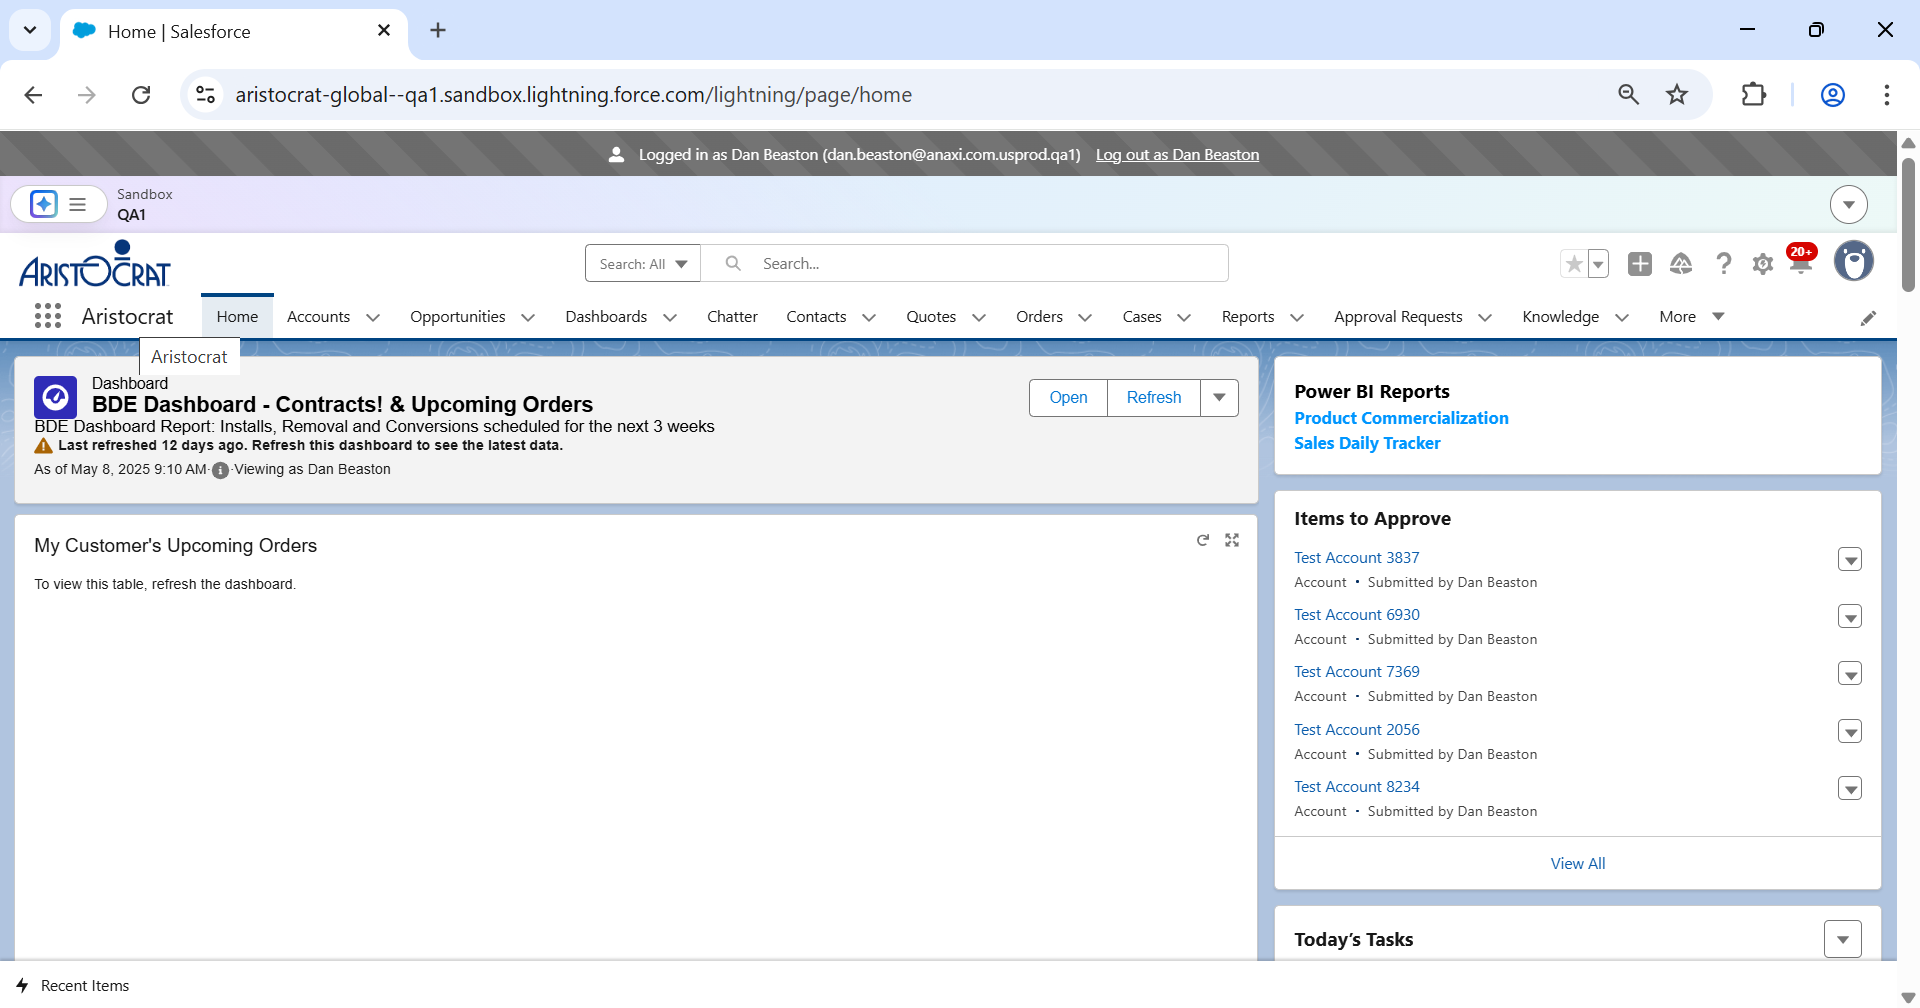 Home | Salesforce
aristocrat-global--qa1.sandbox.lightning.force.com/lightning/page/home
Logged in as Dan Beaston (dan.beaston@anaxi.com.usprod.qa1) Log out as Dan Beaston
Sandbox
QA1
ARISTOCRAT
Search: All
Search...
20+
Aristocrat
Home
Accounts
Opportunities
Dashboards
Chatter
Contacts
Quotes
Orders
Cases
Reports
Approval Requests
Knowledge
More
Aristocrat
Dashboard
BDE Dashboard - Contracts! & Upcoming Orders
BDE Dashboard Report: Installs, Removal and Conversions scheduled for the next 3 weeks
Last refreshed 12 days ago. Refresh this dashboard to see the latest data.
As of May 8, 2025 9:10 AM·Viewing as Dan Beaston
Open
Refresh
My Customer's Upcoming Orders
To view this table, refresh the dashboard.
Power BI Reports
Product Commercialization
Sales Daily Tracker
Items to Approve
Test Account 3837
Account • Submitted by Dan Beaston
Test Account 6930
Account • Submitted by Dan Beaston
Test Account 7369
Account • Submitted by Dan Beaston
Test Account 2056
Account • Submitted by Dan Beaston
Test Account 8234
Account • Submitted by Dan Beaston
View All
Today’s Tasks
Recent Items